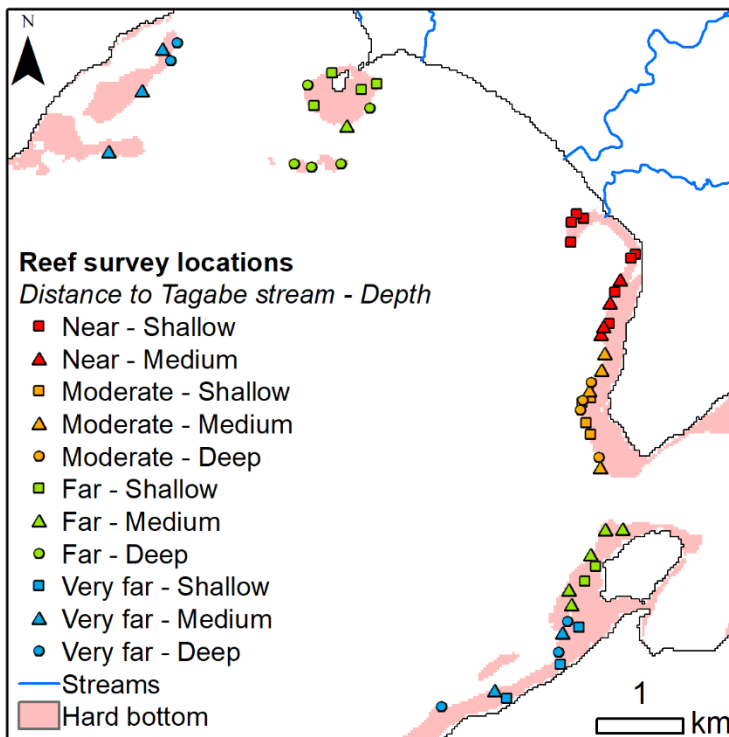 N
Reef survey locations
Distance to Tagabe stream - Depth
Near - Shallow
Near - Medium
Moderate - Shallow
Moderate - Medium
Moderate - Deep
Far - Shallow
Far - Medium
Far - Deep
Very far - Shallow
Very far - Medium
Very far - Deep
Streams
Hard bottom
1
km